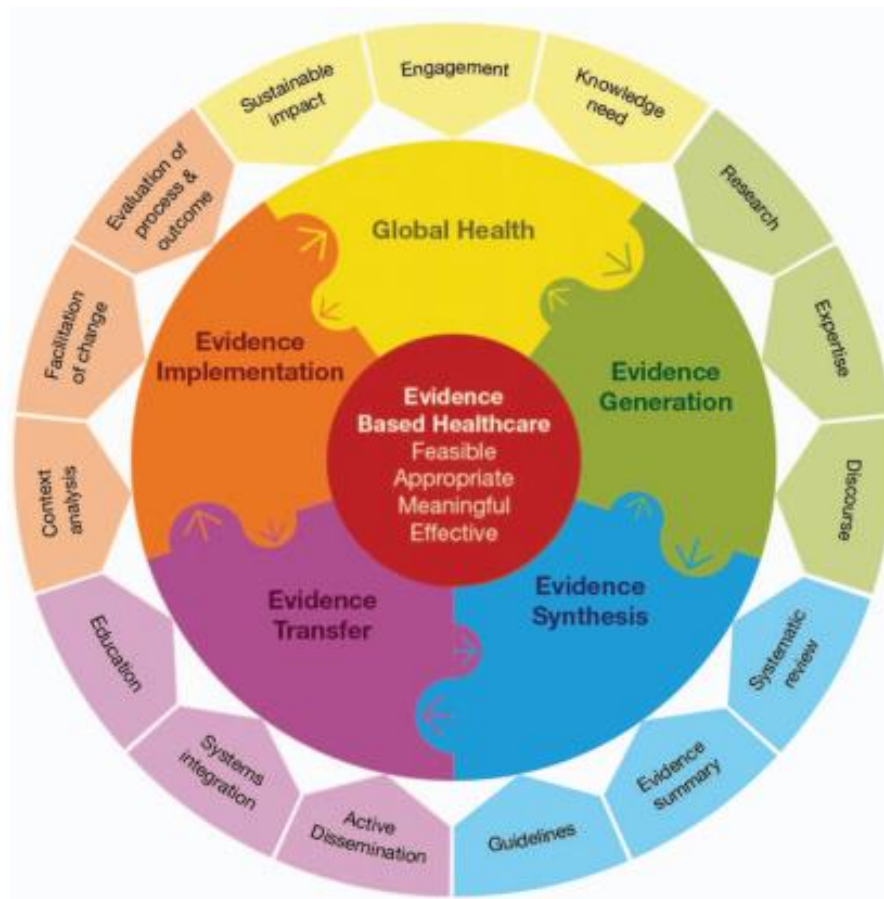 Engagement
Knowledge
need
Research
Expertise
Discourse
Systematic
review
Evidence
summary
Guidelines
Active
Dissemination
Systems
integration
Education
Context
analysis
Facilitation
of change
Evaluation of
process &
outcome
Sustainable
impact
Global Health
Evidence
Generation
Evidence
Synthesis
Evidence
Transfer
Evidence
Implementation
Evidence
Based Healthcare
Feasible
Appropriate
Meaningful
Effective